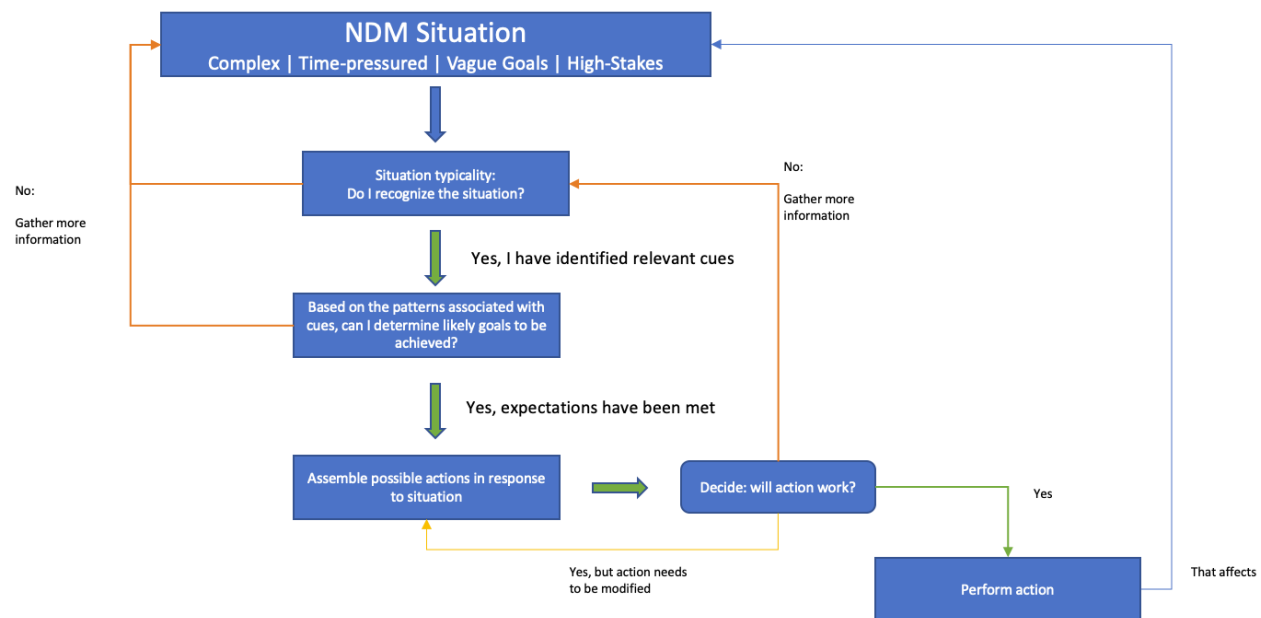 NDM Situation
Complex | Time-pressured | Vague Goals | High-Stakes
Situation typicality:
Do I recognize the situation?
No:
Gather more
information
No:
Gather more
information
Yes, I have identified relevant cues
Based on the patterns associated with
cues, can I determine likely goals to be
achieved?
Yes, expectations have been met
Assemble possible actions in response
to situation
Decide: will action work?
Yes
Yes, but action needs
to be modified
Perform action
That affects